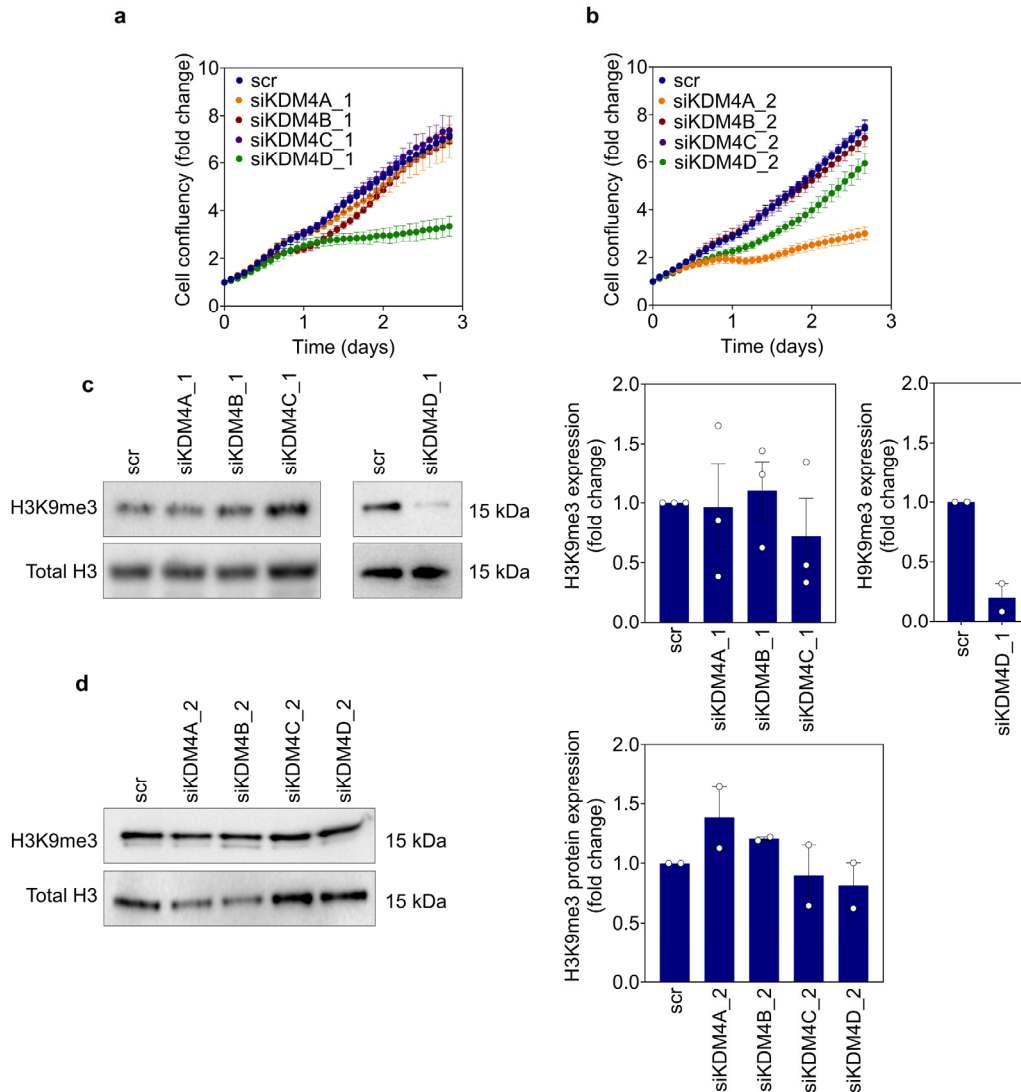 a
Cell confluency (fold change)
10
8
6
4
2
0
scr
siKDM4A_1
siKDM4B_1
siKDM4C_1
siKDM4D_1
0
1
2
3
Time (days)
b
Cell confluency (fold change)
10
8
6
4
2
0
scr
siKDM4A_2
siKDM4B_2
siKDM4C_2
siKDM4D_2
0
1
2
3
Time (days)
c
scr
siKDM4A_1
siKDM4B_1
siKDM4C_1
scr
siKDM4D_1
H3K9me3
15 kDa
Total H3
15 kDa
H3K9me3 expression
(fold change)
2.0
1.5
1.0
0.5
0.0
scr
siKDM4A_1
siKDM4B_1
siKDM4C_1
H9K9me3 expression
(fold change)
2.0
1.5
1.0
0.5
0.0
scr
siKDM4D_1
d
scr
siKDM4A_2
siKDM4B_2
siKDM4C_2
siKDM4D_2
H3K9me3
15 kDa
Total H3
15 kDa
H3K9me3 protein expression
(fold change)
2.0
1.5
1.0
0.5
0.0
scr
siKDM4A_2
siKDM4B_2
siKDM4C_2
siKDM4D_2